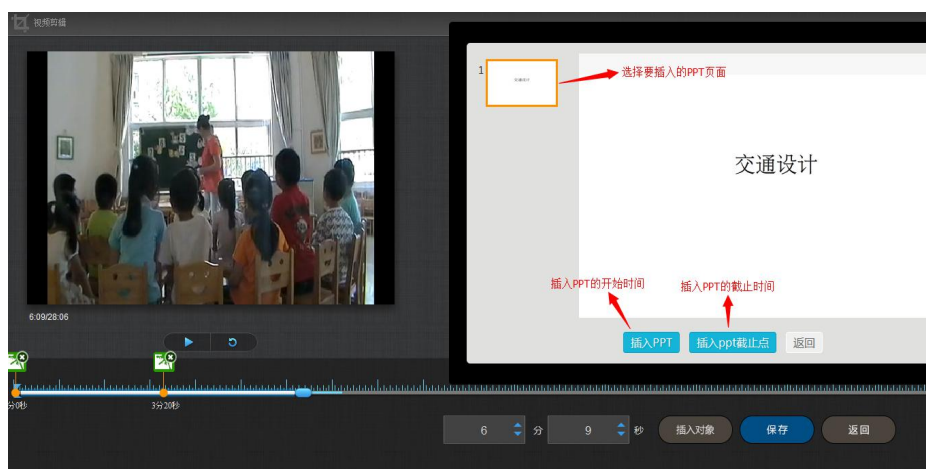 视频剪辑
1
交通设计
选择要插入的PPT页面
交通设计
插入PPT的开始时间
插入PPT的截止时间
插入PPT
插入ppt截止点
返回
6:09/28:06
分0秒
3分20秒
6
分
9
秒
插入对象
保存
返回